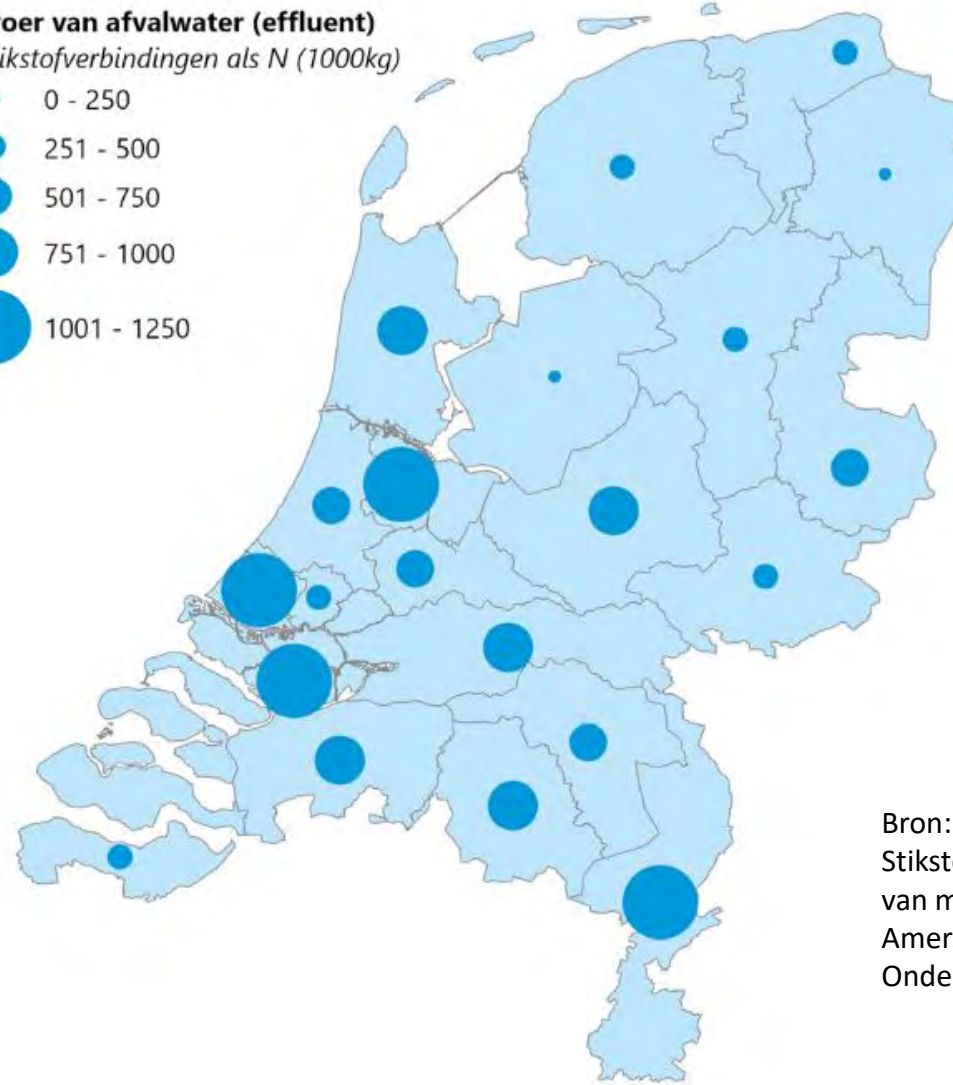 voer van afvalwater (effluent)
ikstofverbindingen als N (1000kg)
0 - 250
251 - 500
501 - 750
751 - 1000
1001 - 1250
Bron:
Stikst
van m
Amer
Onde